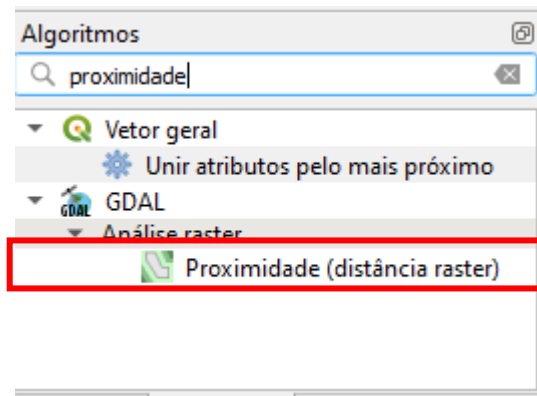 Algoritmos
proximidade
Vetor geral
Unir atributos pelo mais próximo
GDAL
GDAL
Análise raster
Proximidade (distância raster)